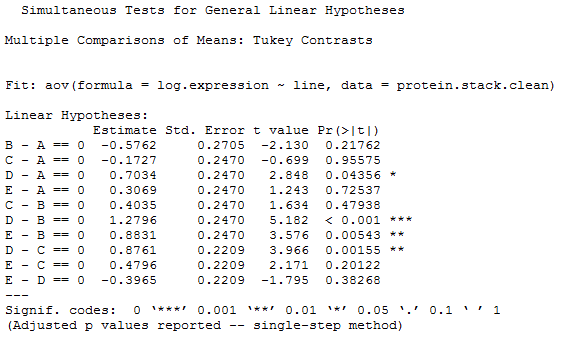 Simultaneous Tests for General Linear Hypotheses
Multiple Comparisons of Means: Tukey Contrasts
Fit: aov(formula = log.expression ~ line, data = protein.stack.clean)
Linear Hypotheses:
Estimate Std. Error t value Pr(>|t|)
B - A == 0 -0.5762 0.2705 -2.130 0.21762
C - A == 0 -0.1727 0.2470 -0.699 0.95575
D - A == 0 0.7034 0.2470 2.848 0.04356 *
E - A == 0 0.3069 0.2470 1.243 0.72537
C - B == 0 0.4035 0.2470 1.634 0.47938
D - B == 0 1.2796 0.2470 5.182 < 0.001 ***
E - B == 0 0.8831 0.2470 3.576 0.00543 **
D - C == 0 0.8761 0.2209 3.966 0.00155 **
E - C == 0 0.4796 0.2209 2.171 0.20122
E - D == 0 -0.3965 0.2209 -1.795 0.38268
---
Signif. codes: 0 ‘***’ 0.001 ‘**’ 0.01 ‘*’ 0.05 ‘.’ 0.1 ‘ ’ 1
(Adjusted p values reported -- single-step method)